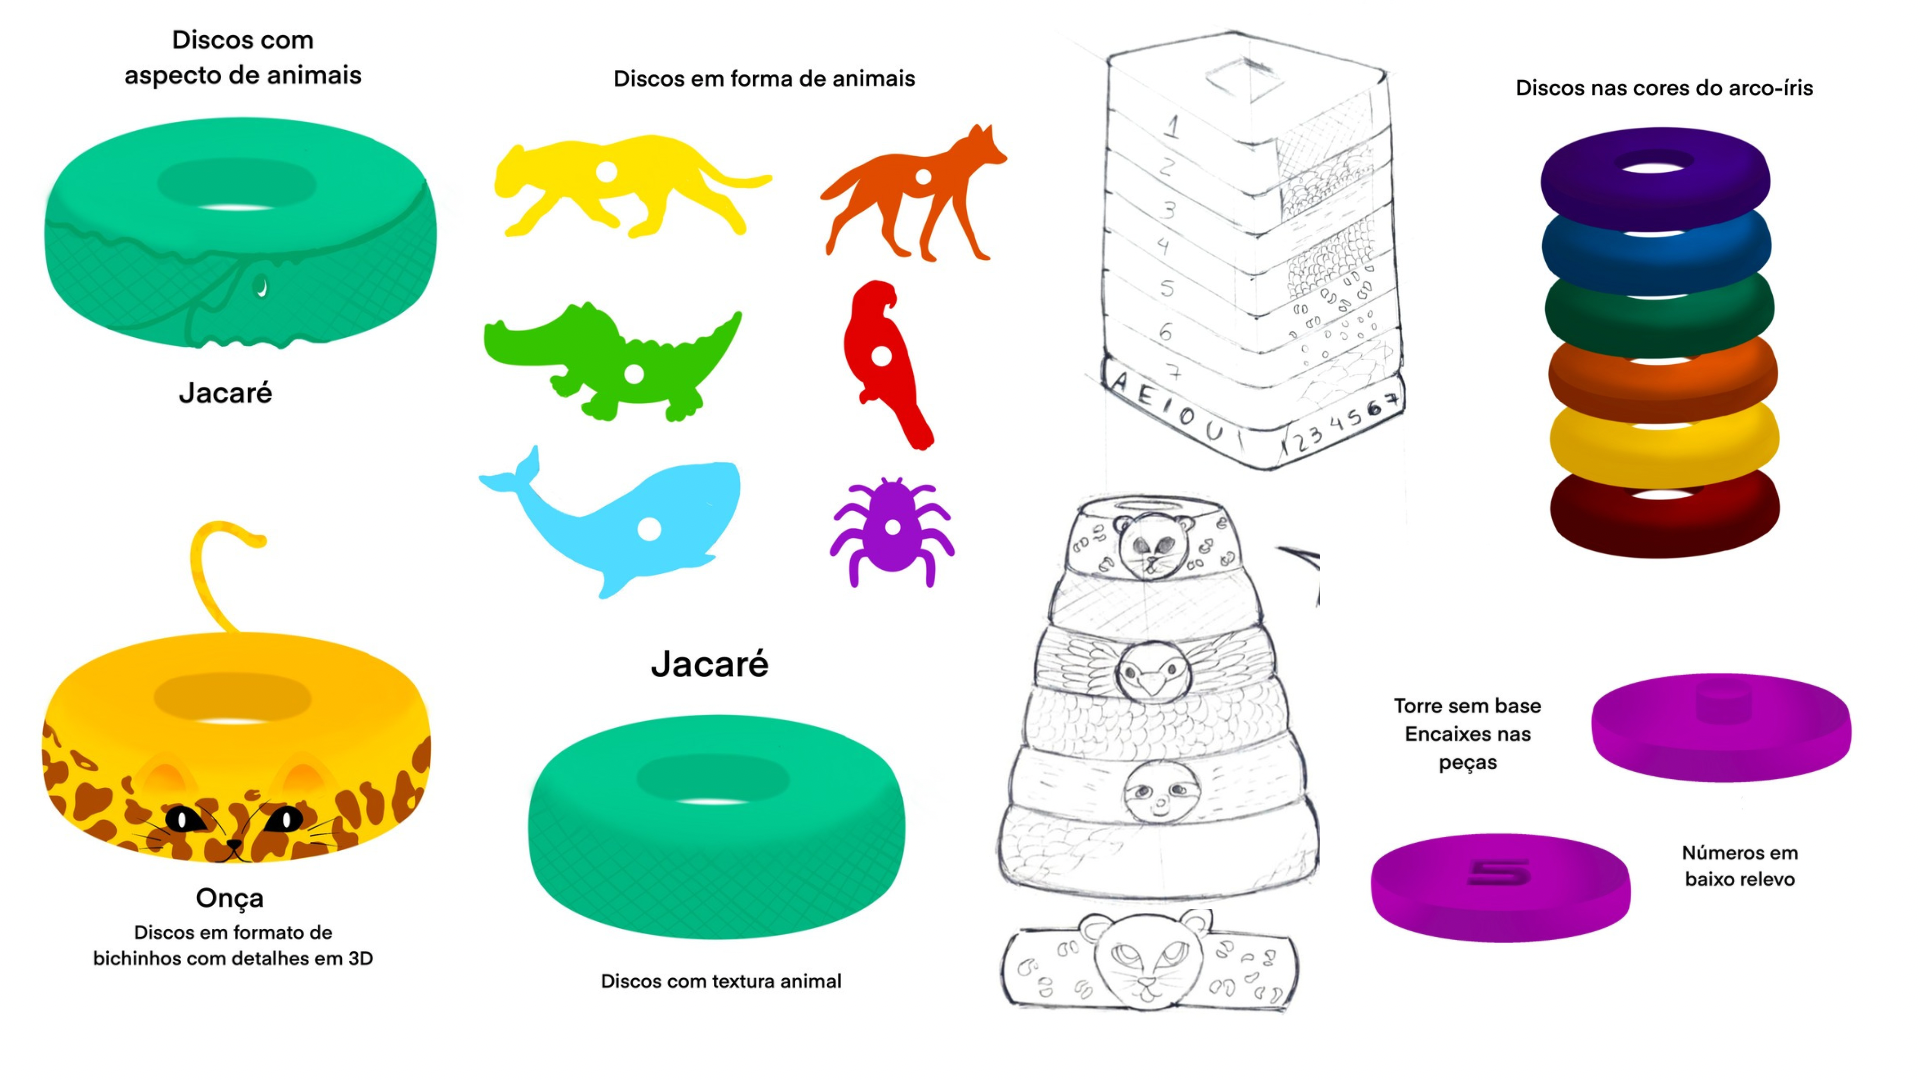 Discos com
aspecto de animais
Jacaré
Onça
Discos em formato de
bichinhos com detalhes em 3D
Discos em forma de animais
Jacaré
Discos com textura animal
1
2
3
4
5
6
7
A E I O U
1 2 3 4 5 6 7
Discos nas cores do arco-íris
Torre sem base
Encaixes nas
peças
5
Números em
baixo relevo